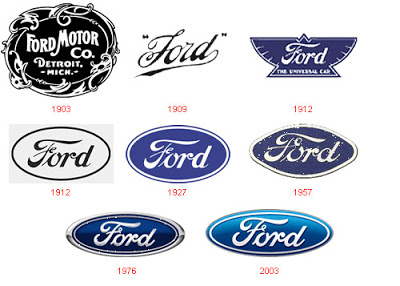 FORD MOTOR
CO.
DETROIT,
-MICH.-
1903
"Ford"
1909
Ford
THE UNIVERSAL CAR
1912
Ford
1912
Ford
1927
Ford
1957
Ford
1976
Ford
2003